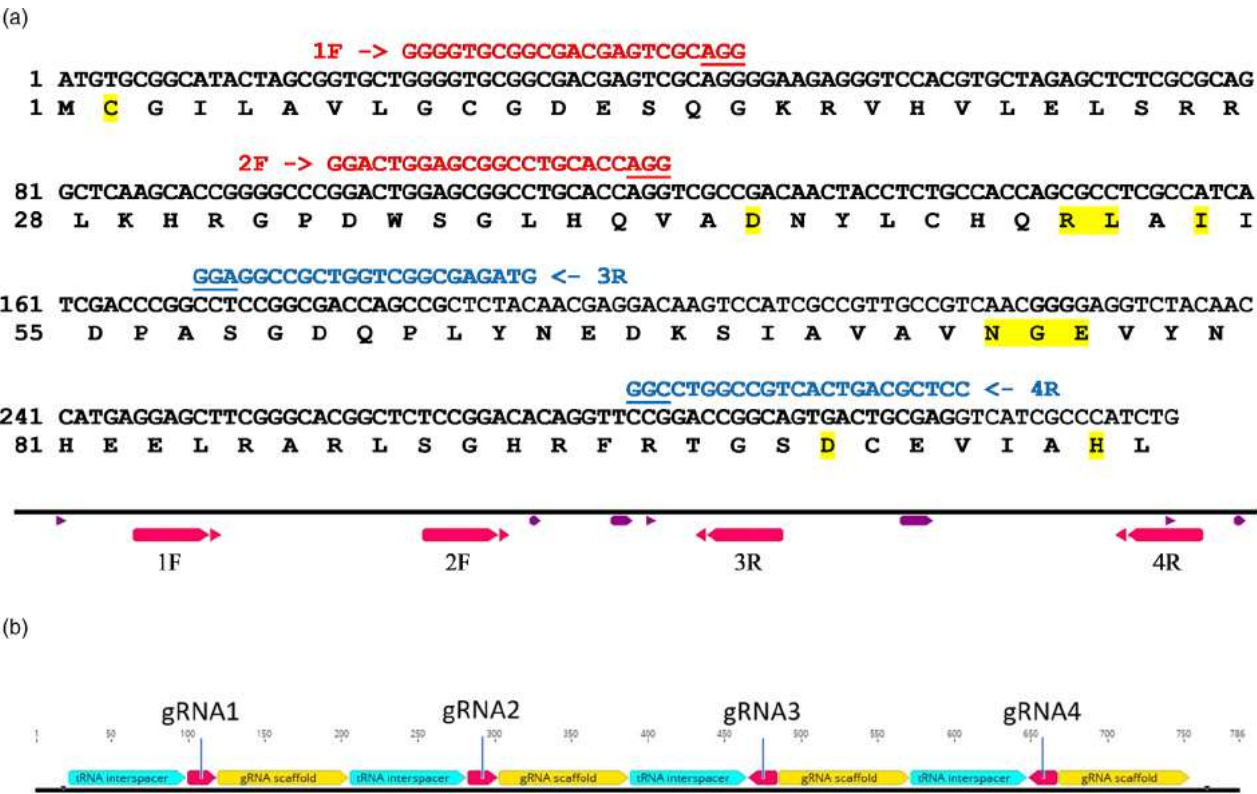 (a)
1F -> GGGGTGCGGCGACGAGTCGCAGG
1 ATGTGCGGCATACTAGCGGTGCTGGGGTGCGGCGACGAGTCGCAGGGGAAGAGGGTCCACGTGCTAGAGCTCTCGCGCAG
1 M C G I L A V L G C G D E S Q G K R V H V L E L S R R
2F -> GGACTGGAGCGGCCTGCACCAGG
81 GCTCAAGCACCGGGGCCCGGACTGGAGCGGCCTGCACCAGGTCGCCGACAACTACCTCTGCCACCAGCGCCTCGCCATCA
28 L K H R G P D W S G L H Q V A D N Y L C H Q R L A I I
GGAGGCCGCTGGTCGGCGAGATG <- 3R
161 TCGACCCGGCCTCCGGCGACCAGCCGCTCTACAACGAGGACAAGTCCATCGCCGTTGCCGTCAACGGGGAGGTCTACAAC
55 D P A S G D Q P L Y N E D K S I A V A V N G E V Y N
GGCCTGGCCGTCACTGACGCTCC <- 4R
241 CATGAGGAGCTTCGGGCACGGCTCTCCGGACACAGGTTCCGGACCGGCAGTGACTGCGAGGTCATCGCCCATCTG
81 H E E L R A R L S G H R F R T G S D C E V I A H L
1F 2F 3R 4R
(b)
gRNA1 gRNA2 gRNA3 gRNA4
1 50 100 150 200 250 300 350 400 450 500 550 600 650 700 750 786
tRNA interspacer gRNA scaffold tRNA interspacer gRNA scaffold tRNA interspacer gRNA scaffold tRNA interspacer gRNA scaffold